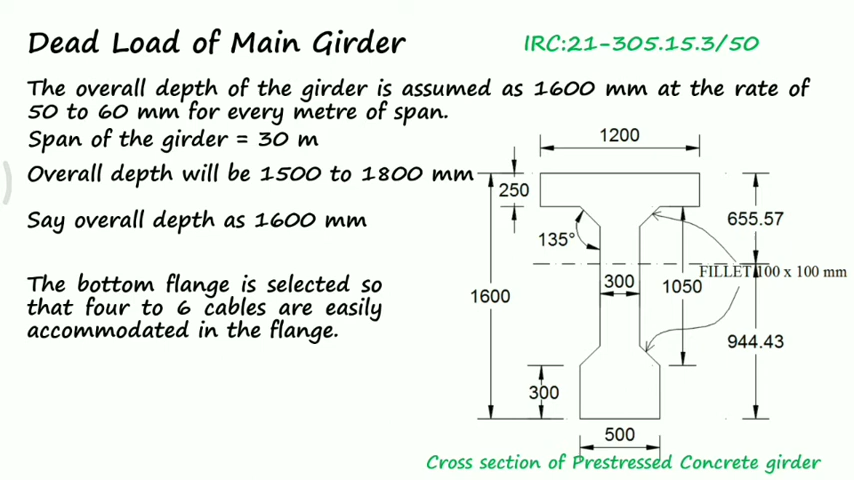 Dead Load of Main Girder
IRC:21-305.15.3/50
The overall depth of the girder is assumed as 1600 mm at the rate of
50 to 60 mm for every metre of span.
Span of the girder = 30 m
Overall depth will be 1500 to 1800 mm
Say overall depth as 1600 mm
The bottom flange is selected so
that four to 6 cables are easily
accommodated in the flange.
1200
250
655.57
135°
FILLET 100 x 100 mm
300
1050
1600
944.43
300
500
Cross section of Prestressed Concrete girder